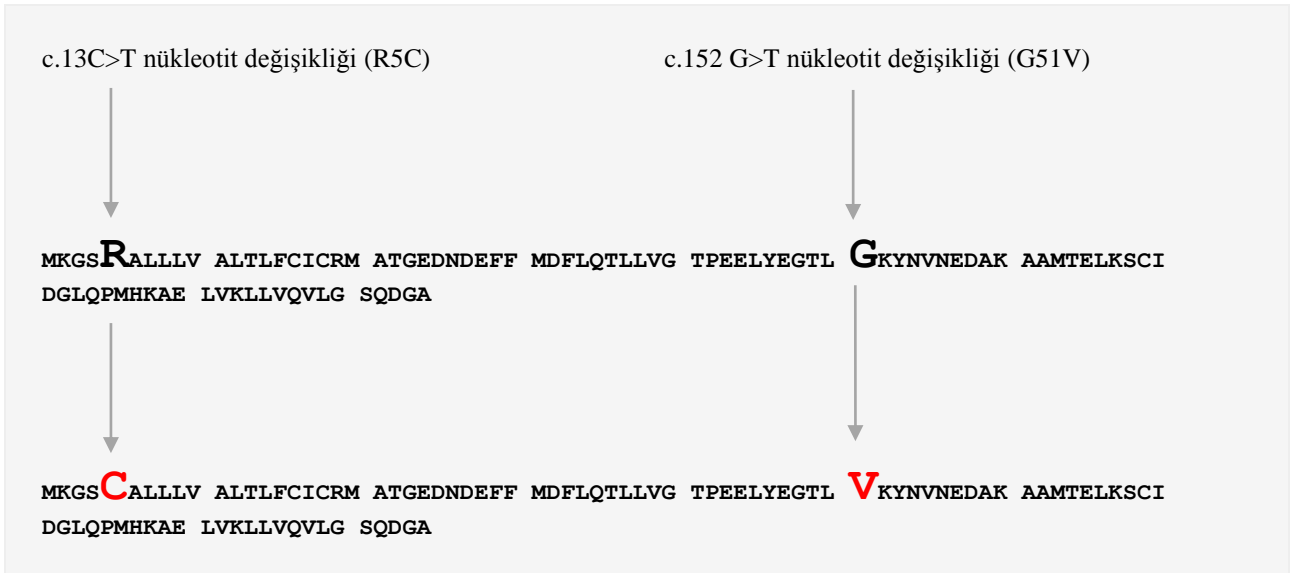 c.13C>T nükleotit değişikliği (R5C) c.152 G>T nükleotit değişikliği (G51V)
MKGSRALLLV ALTLFCICRM ATGEDNDEFF MDFLQTLLVG TPEELYEGTL GKYNVNEDAK AAMTELKSCI
DGLQPMHKAE LVKLLVQVLG SQDGA
MKGSCALLLV ALTLFCICRM ATGEDNDEFF MDFLQTLLVG TPEELYEGTL VKYNVNEDAK AAMTELKSCI
DGLQPMHKAE LVKLLVQVLG SQDGA